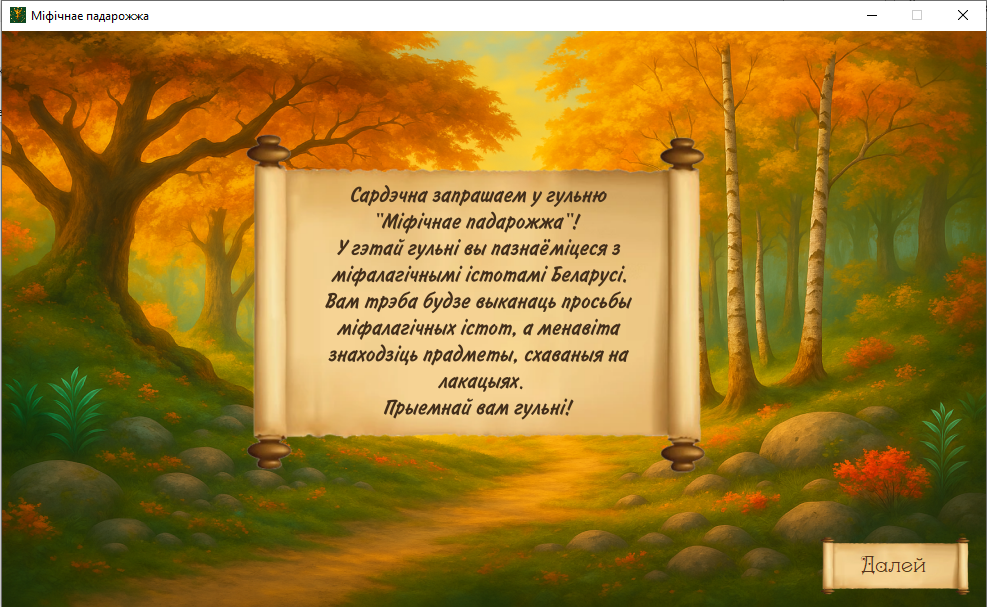 Міфічнае падарожжа
Сардэчна запрашаем у гульню
"Міфічнае падарожжа"!
У гэтай гульні вы пазнаёміцеся з
міфалагічнымі істотамі Беларусі.
Вам трэба будзе выканаць просьбы
міфалагічных істот, а менавіта
знаходзіць прадметы, схаваныя на
лакацыях.
Прыемнай вам гульні!
Далей